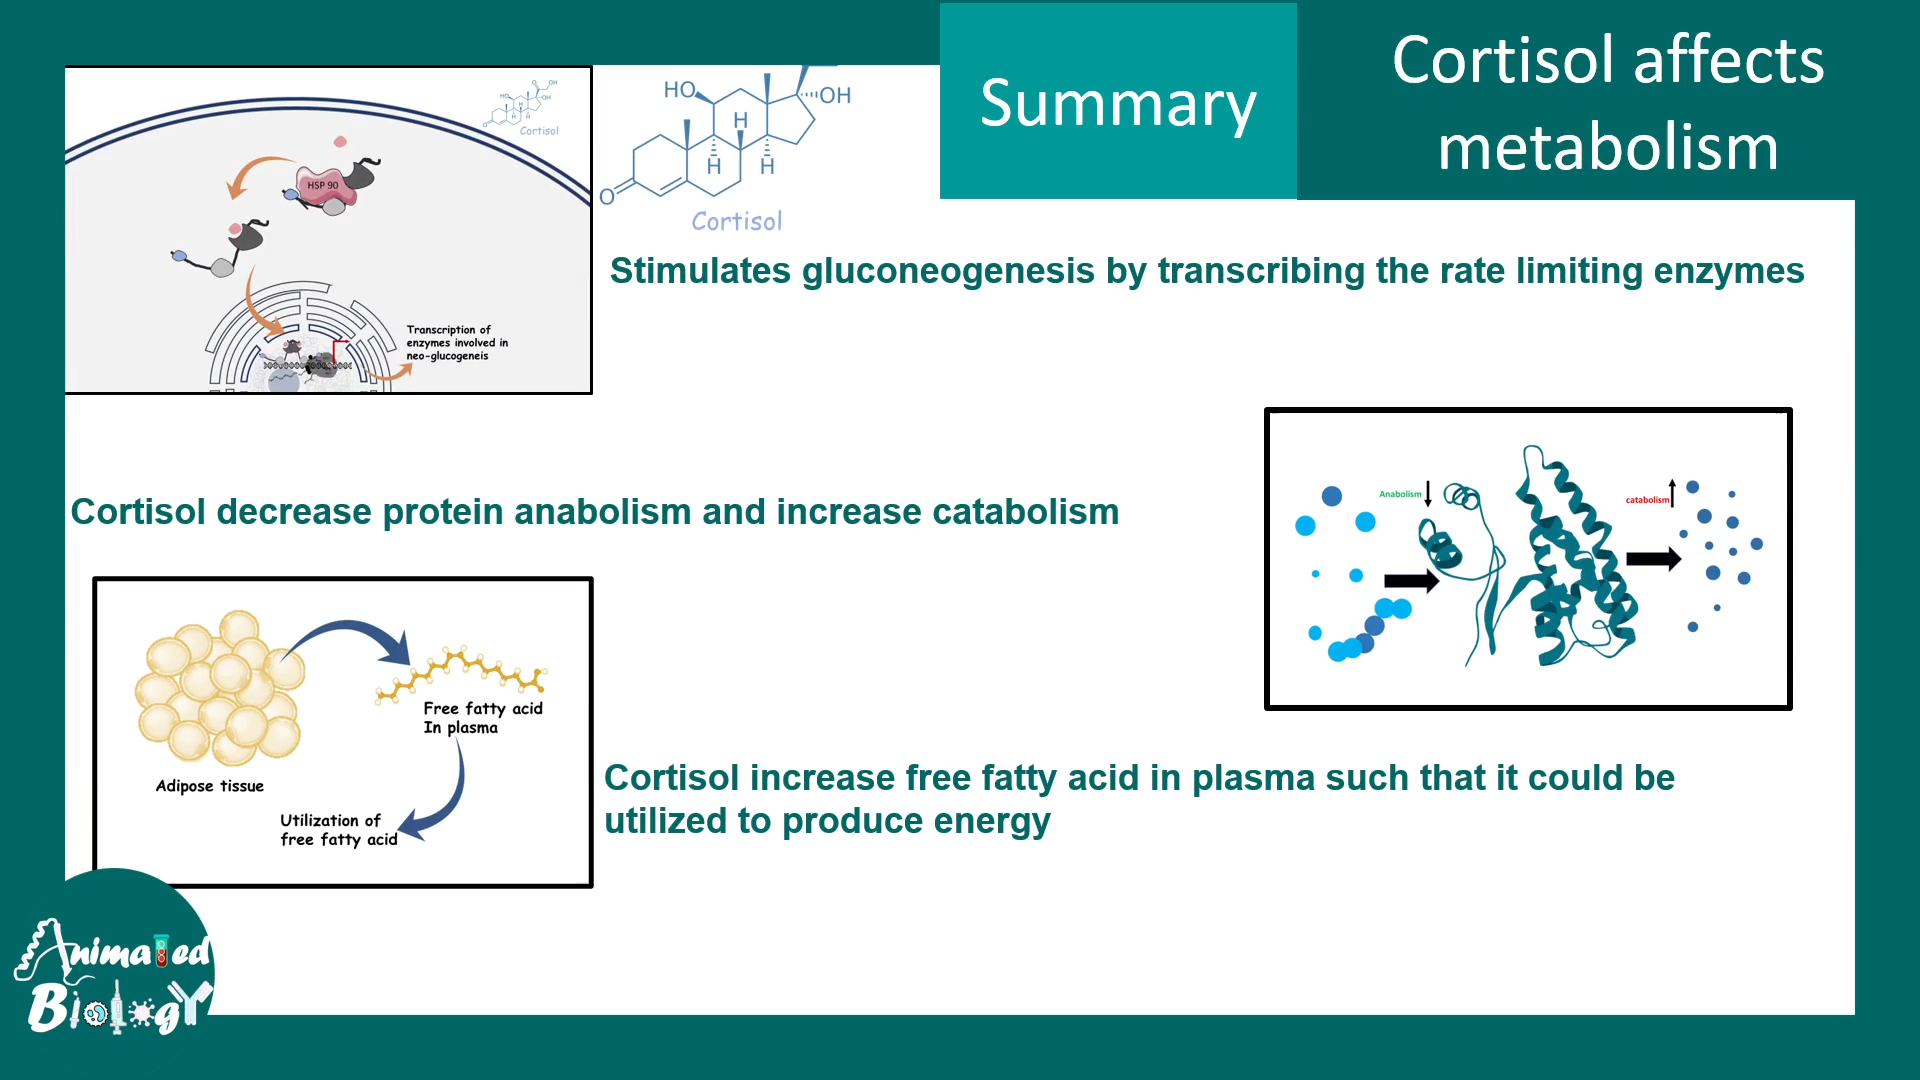 Summary
Cortisol affects
metabolism
OH
O
HO
OH
H
H
H
O
Cortisol
HSP 90
Transcription of
enzymes involved in
neo-glucogeneis
HO
OH
H
H
H
O
Cortisol
Stimulates gluconeogenesis by transcribing the rate limiting enzymes
Cortisol decrease protein anabolism and increase catabolism
Anabolism
catabolism
Adipose tissue
Free fatty acid
In plasma
Utilization of
free fatty acid
Cortisol increase free fatty acid in plasma such that it could be
utilized to produce energy
Animated
Biology